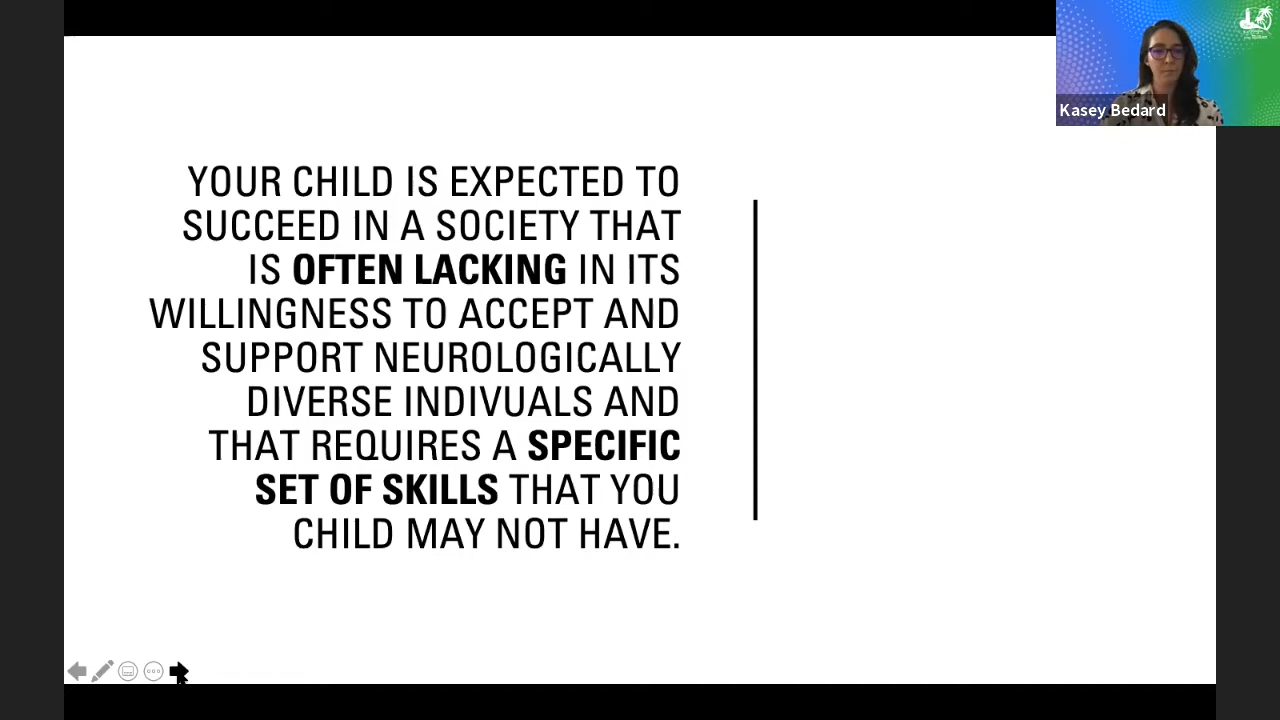 Kasey Bedard
YOUR CHILD IS EXPECTED TO
SUCCEED IN A SOCIETY THAT
IS OFTEN LACKING IN ITS
WILLINGNESS TO ACCEPT AND
SUPPORT NEUROLOGICALLY
DIVERSE INDIVUALS AND
THAT REQUIRES A SPECIFIC
SET OF SKILLS THAT YOU
CHILD MAY NOT HAVE.